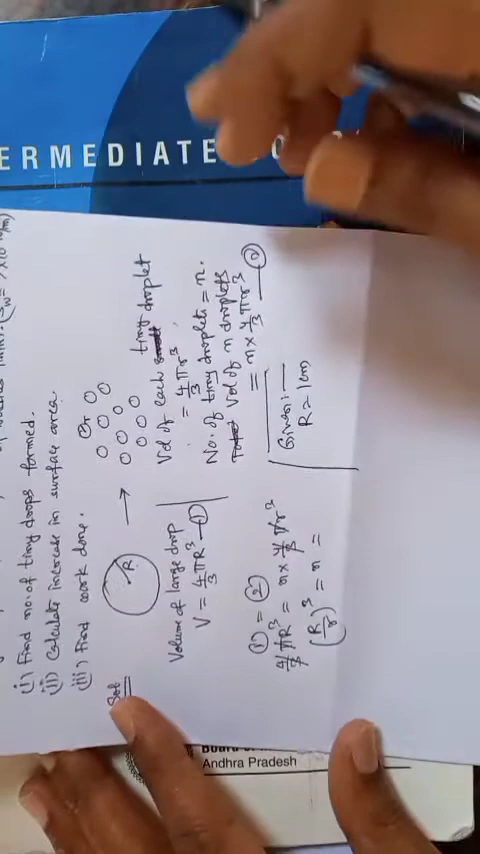 (i) Find no. of tiny drops formed.
(ii) Calculate increase in surface area
(iii) Find work done.
Sol
R
r
Volume of large drop
V = 4/3 πR³ —①
Vol of each tiny droplet
= 4/3 πr³.
No. of tiny droplets = n.
Vol of n droplets
= n × 4/3 πr³ —②
① = ②
4/3 πR³ = n × 4/3 πr³
(R/r)³ = n =
Given:—
R = 1cm
ERMEDIATE
Andhra Pradesh